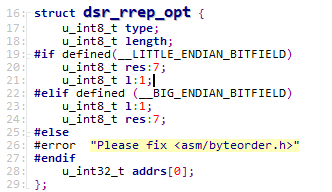 16: struct dsr_rrep_opt {
17: u_int8_t type;
18: u_int8_t length;
19: #if defined(__LITTLE_ENDIAN_BITFIELD)
20: u_int8_t res:7;
21: u_int8_t l:1;
22: #elif defined (__BIG_ENDIAN_BITFIELD)
23: u_int8_t l:1;
24: u_int8_t res:7;
25: #else
26: #error "Please fix <asm/byteorder.h>"
27: #endif
28: u_int32_t addrs[0];
29: };